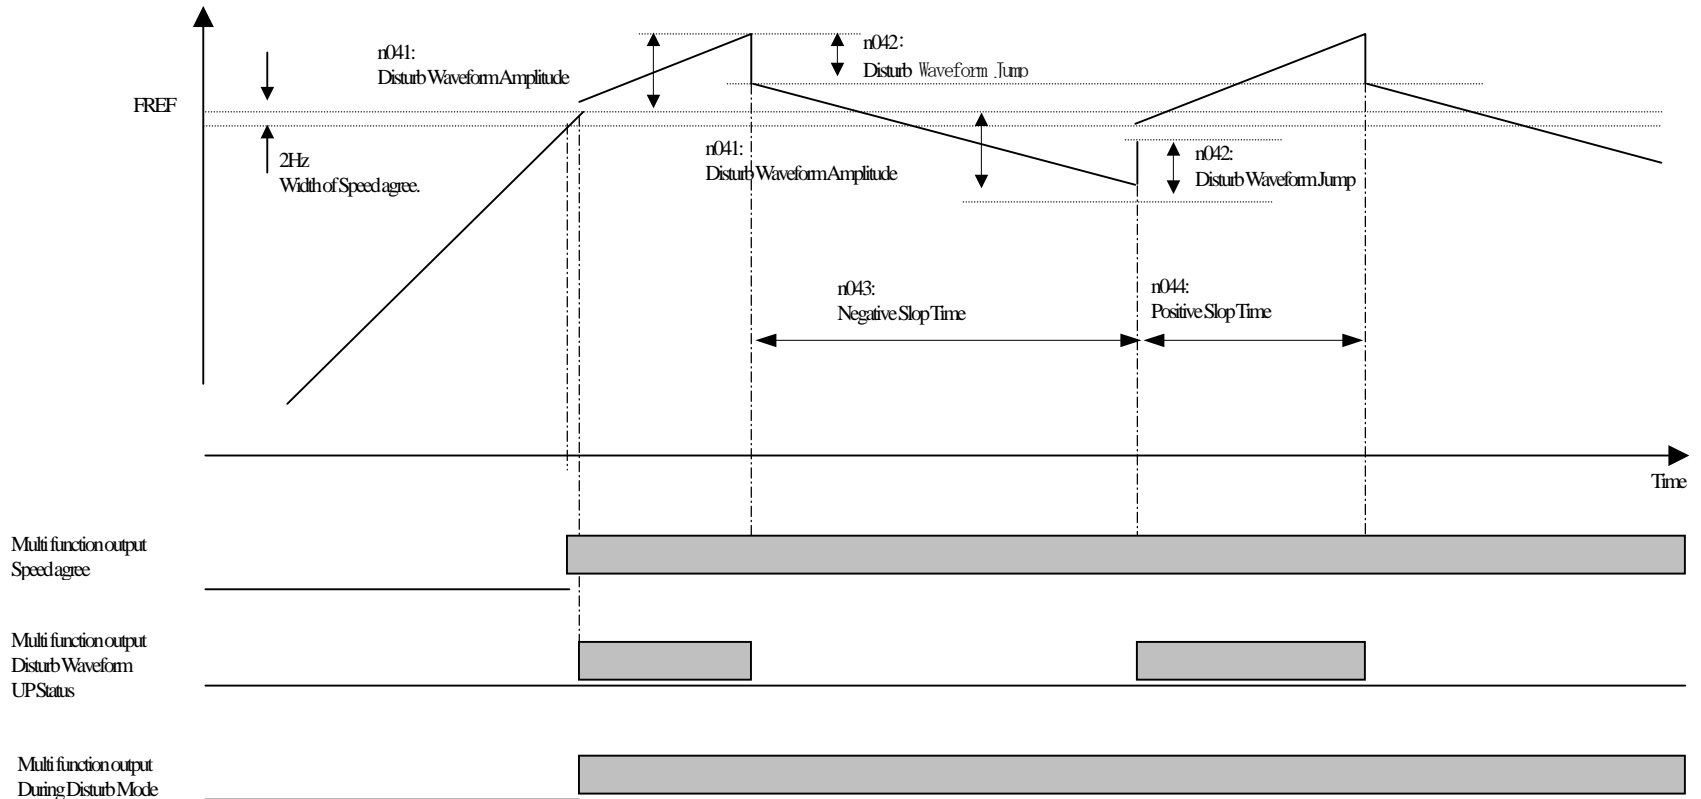 n041:
Disturb Waveform Amplitude
n042:
Disturb Waveform Jump
FREF
2Hz
Width of Speed agree.
n041:
Disturb Waveform Amplitude
n042:
Disturb Waveform Jump
n043:
Negative Slop Time
n044:
Positive Slop Time
Time
Multi function output
Speed agree
Multi function output
Disturb Waveform
UP Status
Multi function output
During Disturb Mode